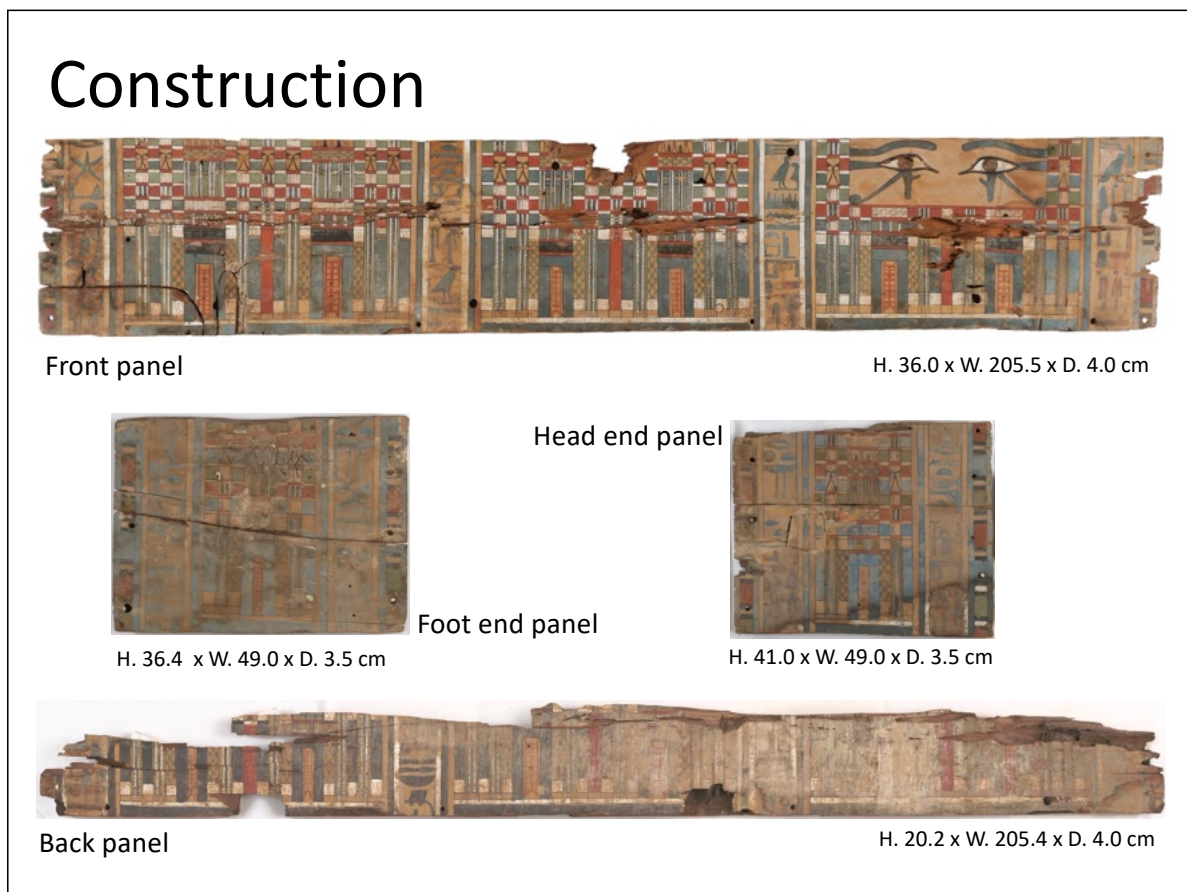 Construction
Front panel
H. 36.0 x W. 205.5 x D. 4.0 cm
Head end panel
Foot end panel
H. 36.4 x W. 49.0 x D. 3.5 cm
H. 41.0 x W. 49.0 x D. 3.5 cm
Back panel
H. 20.2 x W. 205.4 x D. 4.0 cm